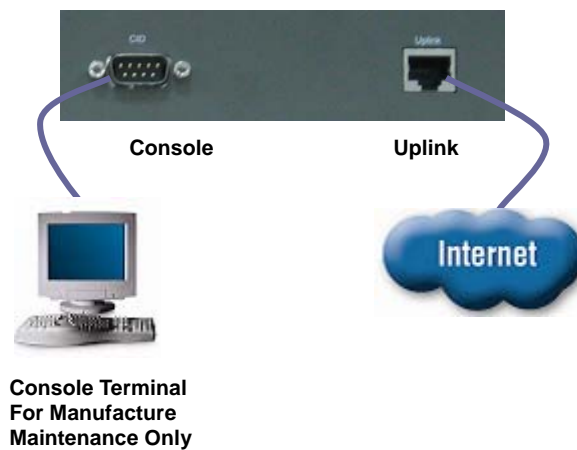 CID
Uplink
Console
Uplink
Internet
Console Terminal
For Manufacture
Maintenance Only